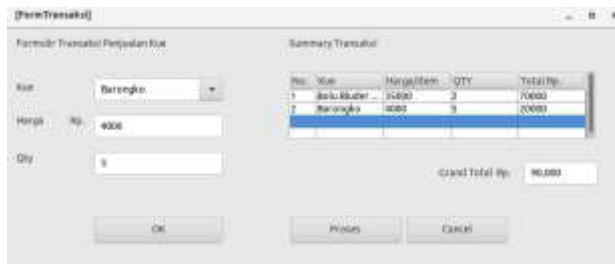 [FormTransaksi]
Formulir Transaksi Penjualan Kue
Kue Barongko
Harga Rp. 4000
Qty 5
OK
Summary Transaksi
No Kue Harga/Item QTY Total Rp.
1 Bolu Bluder ... 35000 2 70000
2 Barongko 4000 5 20000
Grand Total Rp. 90,000
Proses Cancel